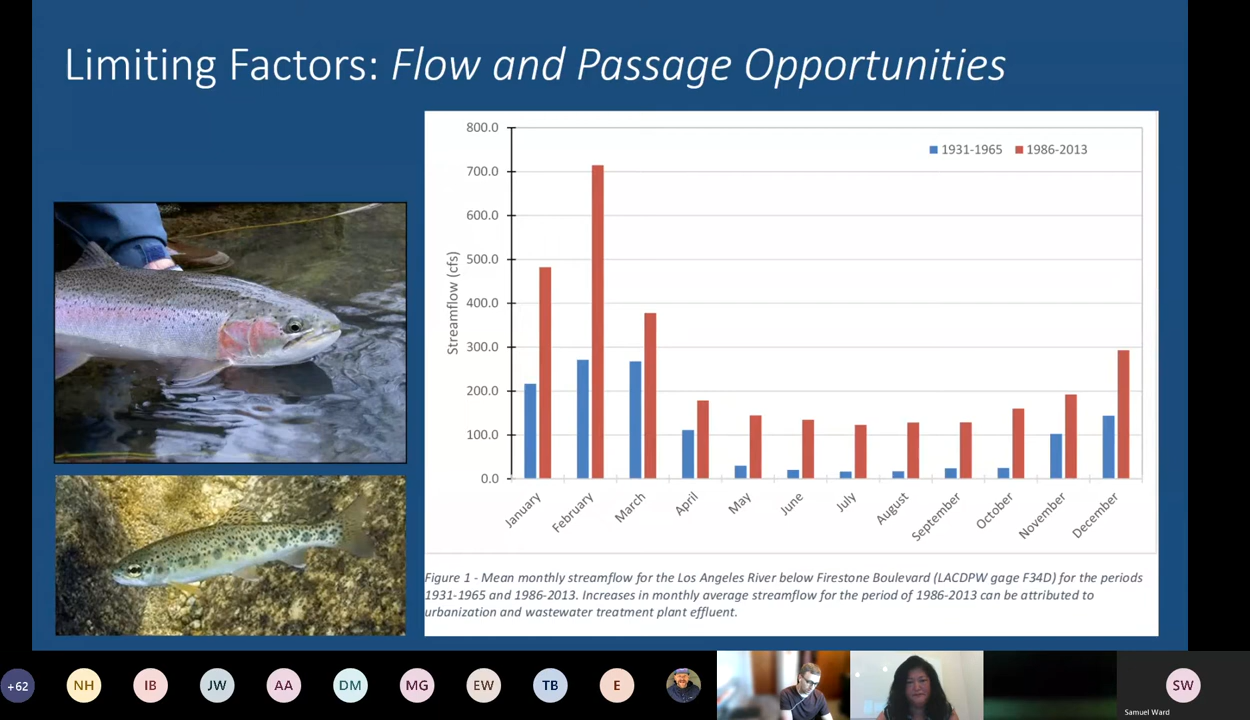 Limiting Factors: Flow and Passage Opportunities
800.0
700.0
600.0
500.0
400.0
300.0
200.0
100.0
0.0
Streamflow (cfs)
1931-1965
1986-2013
January
February
March
April
May
June
July
August
September
October
November
December
Figure 1 - Mean monthly streamflow for the Los Angeles River below Firestone Boulevard (LACDPW gage F34D) for the periods
1931-1965 and 1986-2013. Increases in monthly average streamflow for the period of 1986-2013 can be attributed to
urbanization and wastewater treatment plant effluent.
+62
NH
IB
JW
AA
DM
MG
EW
TB
E
SW
Samuel Ward